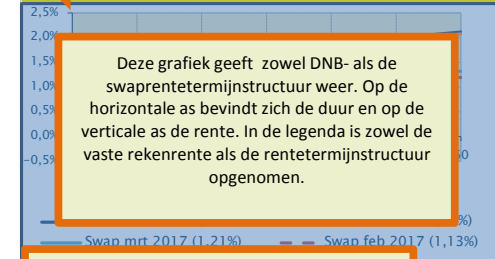 2,5%
2,0%
1,5%
1,0%
0,5%
0,0%
-0,5%
Deze grafiek geeft zowel DNB- als de
swaprentetermijnstructuur weer. Op de
horizontale as bevindt zich de duur en op de
verticale as de rente. In de legenda is zowel de
vaste rekenrente als de rentetermijnstructuur
opgenomen.
Swap mrt 2017 (1,21%) Swap feb 2017 (1,13%)